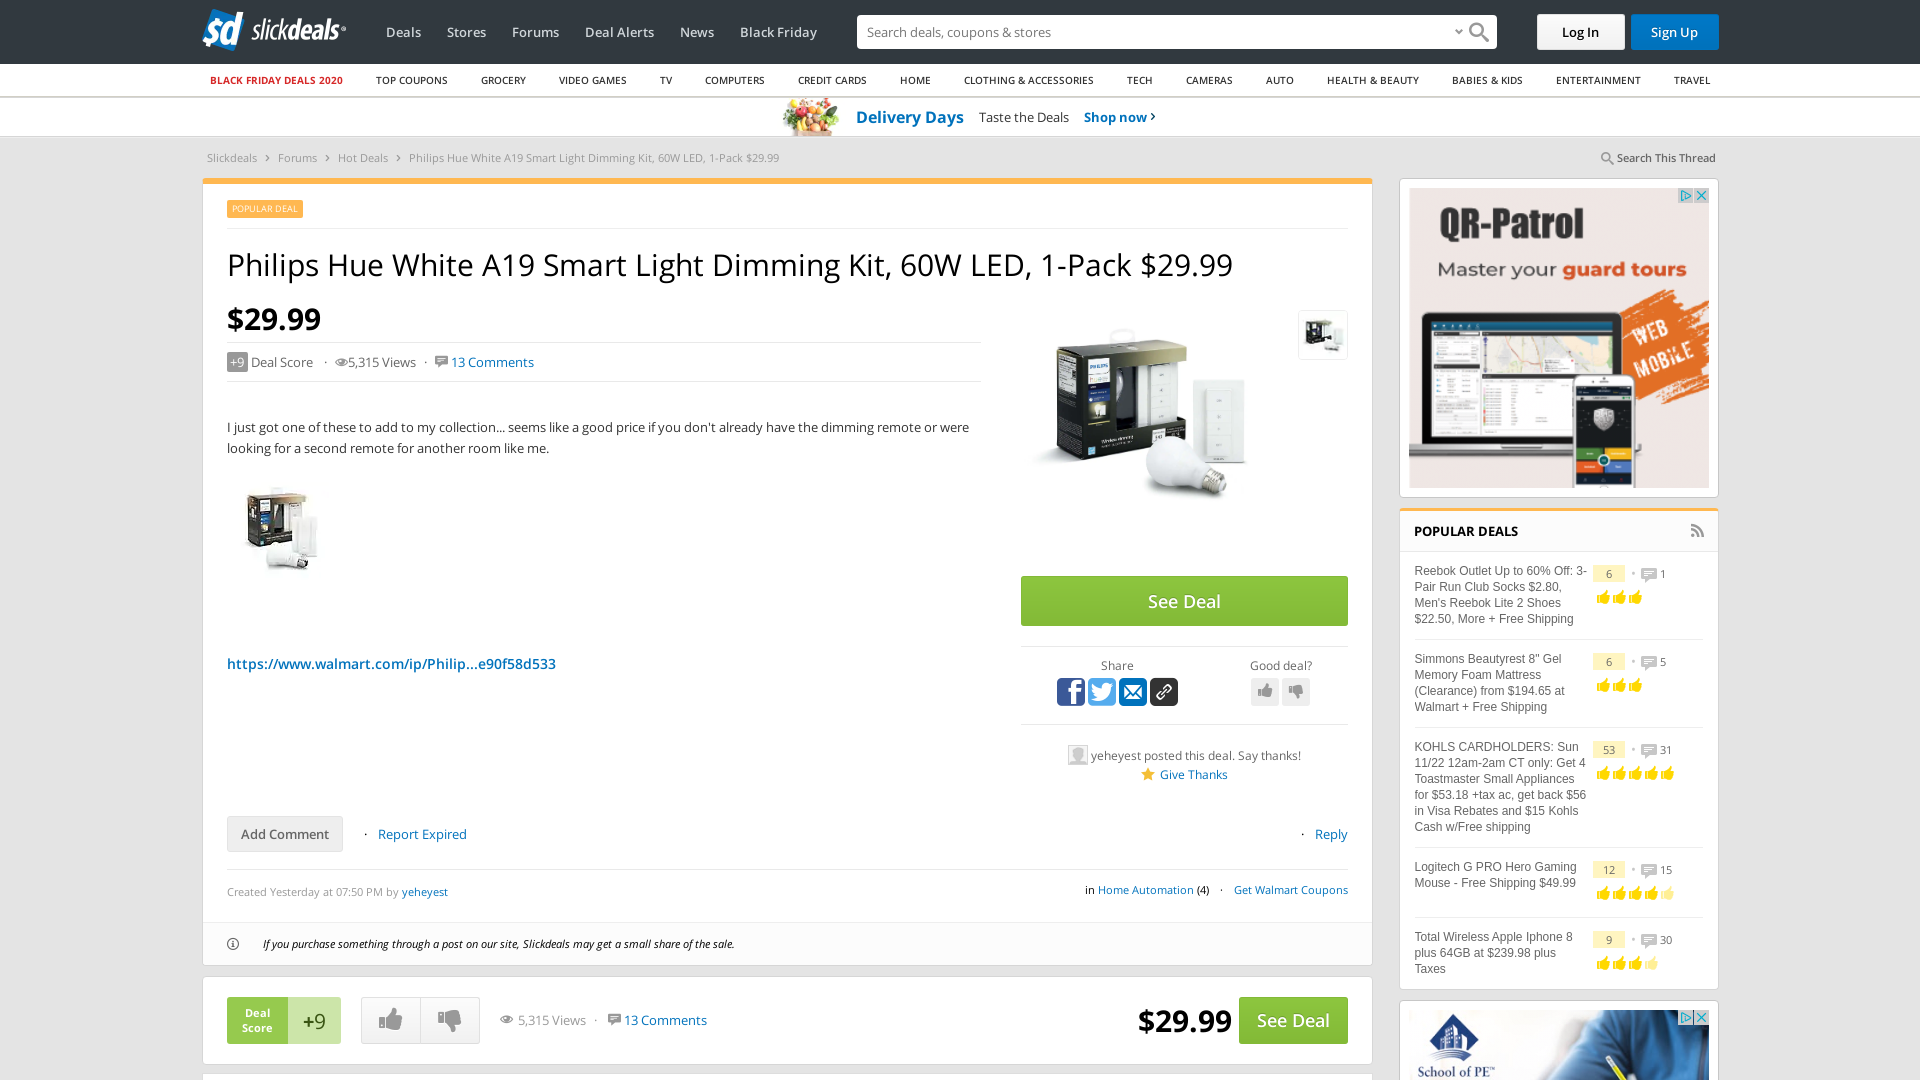 slickdeals
Deals
Stores
Forums
Deal Alerts
News
Black Friday
Search deals, coupons & stores
Log In
Sign Up
BLACK FRIDAY DEALS 2020
TOP COUPONS
GROCERY
VIDEO GAMES
TV
COMPUTERS
CREDIT CARDS
HOME
CLOTHING & ACCESSORIES
TECH
CAMERAS
AUTO
HEALTH & BEAUTY
BABIES & KIDS
ENTERTAINMENT
TRAVEL
Delivery Days Taste the Deals Shop now
Slickdeals > Forums > Hot Deals > Philips Hue White A19 Smart Light Dimming Kit, 60W LED, 1-Pack $29.99
Search This Thread
POPULAR DEAL
Philips Hue White A19 Smart Light Dimming Kit, 60W LED, 1-Pack $29.99
$29.99
+9 Deal Score · 5,315 Views · 13 Comments
I just got one of these to add to my collection... seems like a good price if you don't already have the dimming remote or were
looking for a second remote for another room like me.
https://www.walmart.com/ip/Philip...e90f58d533
See Deal
Share
Good deal?
yeheyest posted this deal. Say thanks!
Give Thanks
Add Comment · Report Expired
· Reply
Created Yesterday at 07:50 PM by yeheyest
in Home Automation (4) · Get Walmart Coupons
If you purchase something through a post on our site, Slickdeals may get a small share of the sale.
Deal
Score
+9
5,315 Views · 13 Comments
$29.99
See Deal
QR-Patrol
Master your guard tours
WEB
MOBILE
POPULAR DEALS
Reebok Outlet Up to 60% Off: 3-
Pair Run Club Socks $2.80,
Men's Reebok Lite 2 Shoes
$22.50, More + Free Shipping
6 • 1
Simmons Beautyrest 8" Gel
Memory Foam Mattress
(Clearance) from $194.65 at
Walmart + Free Shipping
6 • 5
KOHLS CARDHOLDERS: Sun
11/22 12am-2am CT only: Get 4
Toastmaster Small Appliances
for $53.18 +tax ac, get back $56
in Visa Rebates and $15 Kohls
Cash w/Free shipping
53 • 31
Logitech G PRO Hero Gaming
Mouse - Free Shipping $49.99
12 • 15
Total Wireless Apple Iphone 8
plus 64GB at $239.98 plus
Taxes
9 • 30
School of PE